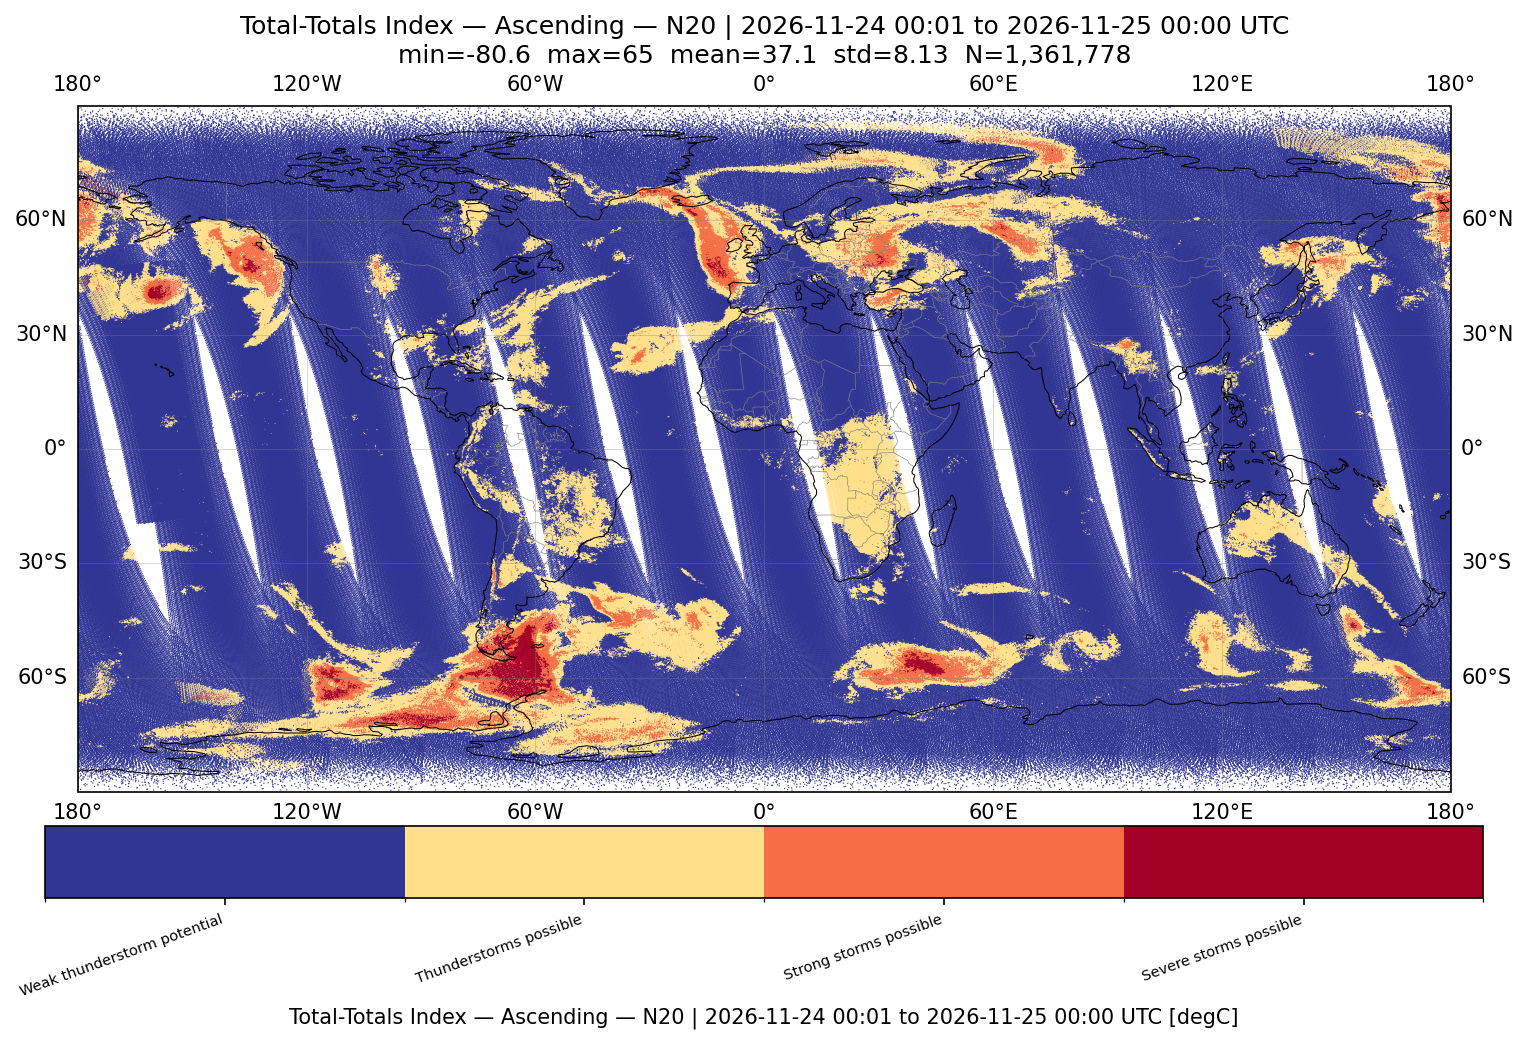 Total-Totals Index — Ascending — N20 | 2026-11-24 00:01 to 2026-11-25 00:00 UTC
min=-80.6  max=65  mean=37.1  std=8.13  N=1,361,778
180° 120°W 60°W 0° 60°E 120°E 180°
60°N 60°N
30°N 30°N
0° 0°
30°S 30°S
60°S 60°S
180° 120°W 60°W 0° 60°E 120°E 180°
Weak thunderstorm potential
Thunderstorms possible
Strong storms possible
Severe storms possible
Total-Totals Index — Ascending — N20 | 2026-11-24 00:01 to 2026-11-25 00:00 UTC [degC]